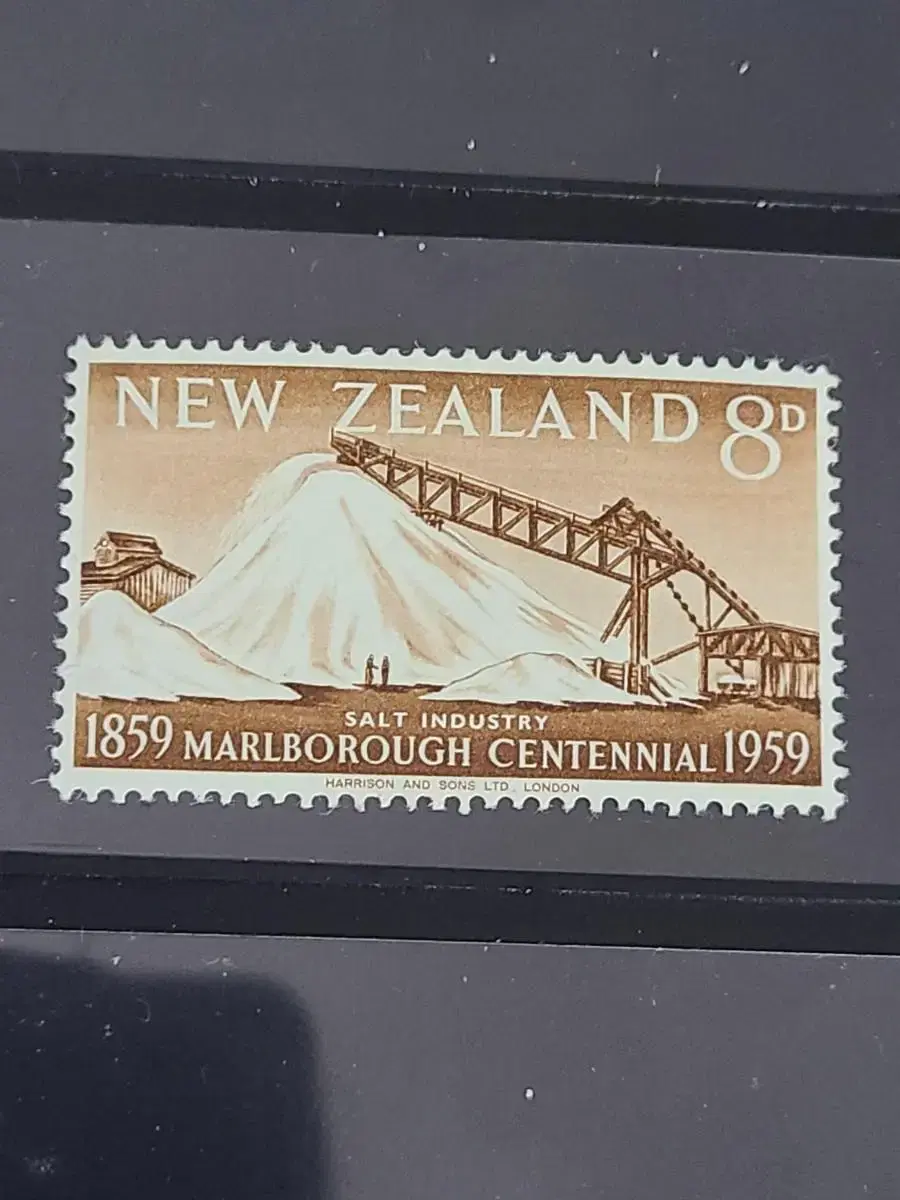 NEW ZEALAND 8D
SALT INDUSTRY
1859 MARLBOROUGH CENTENNIAL 1959
HARRISON AND SONS LTD., LONDON